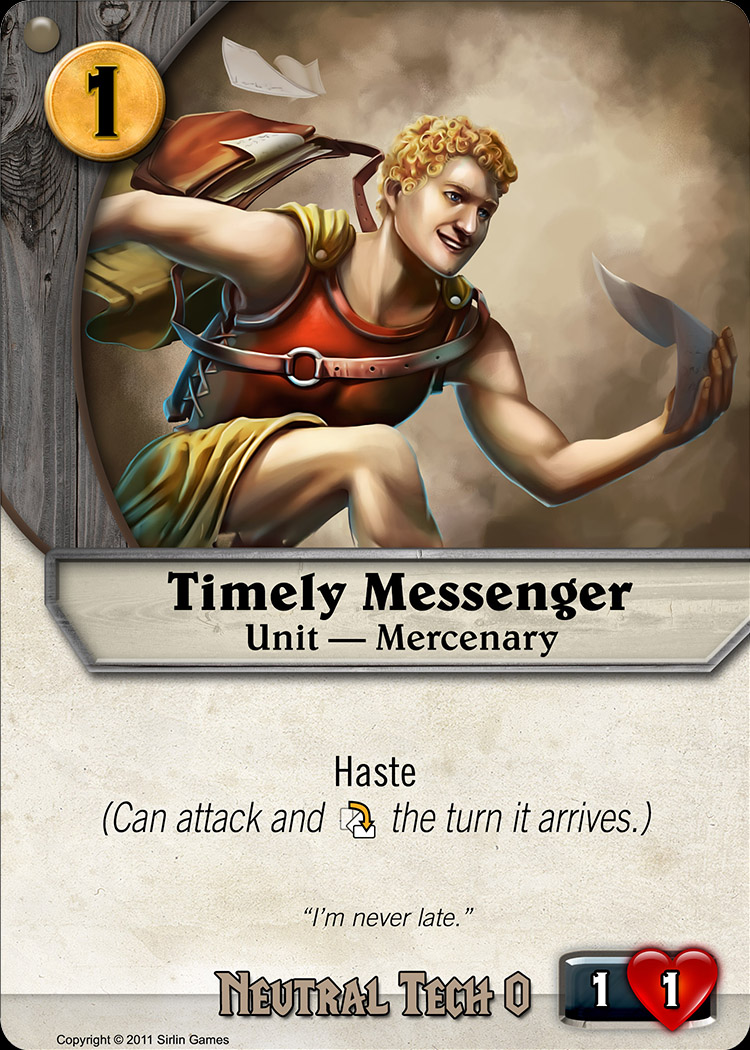 1
Timely Messenger
Unit — Mercenary
Haste
(Can attack and the turn it arrives.)
“I’m never late.”
Neutral Tech 0
1 1
Copyright © 2011 Sirlin Games